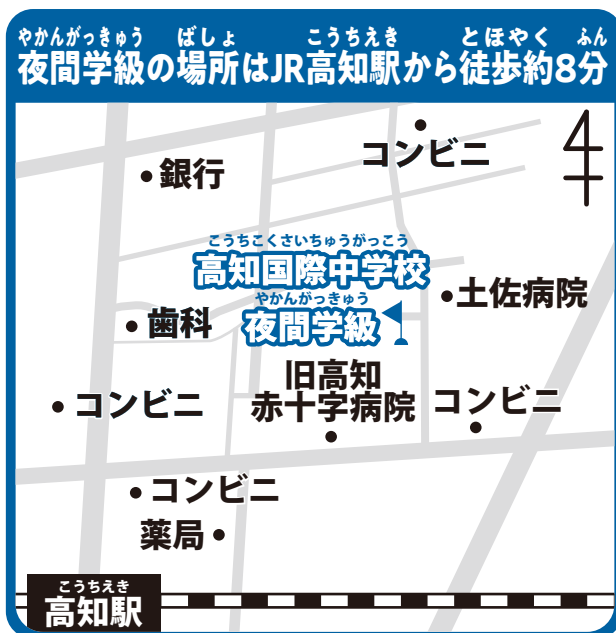 やかんがっきゅう ばしょ こうちえき とほやく ふん
夜間学級の場所はJR高知駅から徒歩約8分
コンビニ
銀行
こうちこくさいちゅうがっこう
高知国際中学校
やかんがっきゅう
夜間学級
土佐病院
歯科
旧高知
赤十字病院
コンビニ
コンビニ
コンビニ
薬局
こうちえき
高知駅